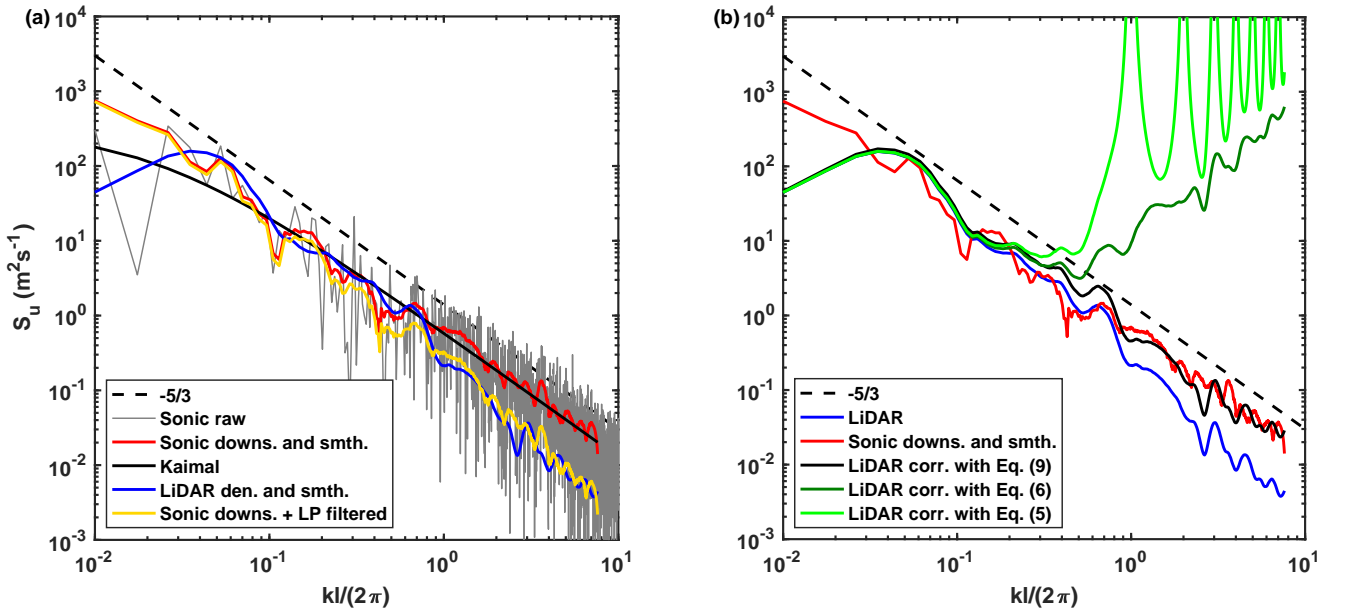 (a)
10^4
10^3
10^2
10^1
10^0
10^-1
10^-2
10^-3
S_u (m^2s^-1)
-5/3
Sonic raw
Sonic downs. and smth.
Kaimal
LiDAR den. and smth.
Sonic downs. + LP filtered
10^-2 10^-1 10^0 10^1
kl/(2π)
(b)
10^4
10^3
10^2
10^1
10^0
10^-1
10^-2
10^-3
-5/3
LiDAR
Sonic downs. and smth.
LiDAR corr. with Eq. (9)
LiDAR corr. with Eq. (6)
LiDAR corr. with Eq. (5)
10^-2 10^-1 10^0 10^1
kl/(2π)